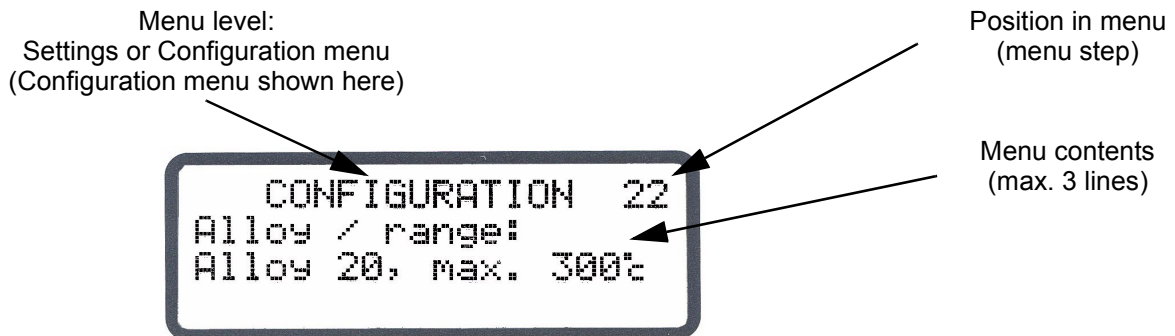 Menu level:
Settings or Configuration menu
(Configuration menu shown here)
Position in menu
(menu step)
Menu contents
(max. 3 lines)
CONFIGURATION 22
Alloy / range:
Alloy 20, max. 300°c